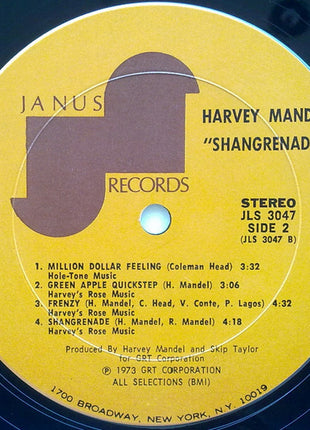 JANUS
RECORDS
HARVEY MAND
"SHANGRENAD
STEREO
JLS 3047
SIDE 2
(JLS 3047 B)
1. MILLION DOLLAR FEELING (Coleman Head) 3:32
Hole-Tone Music
2. GREEN APPLE QUICKSTEP (H. Mandel) 3:06
Harvey's Rose Music
3. FRENZY (H. Mandel, C. Head, V. Conte, P. Lagos) 4:32
Harvey's Rose Music
4. SHANGRENADE (H. Mandel, R. Mandel) 4:18
Harvey's Rose Music
Produced By Harvey Mandel and Skip Taylor
for GRT Corporation
Ⓟ 1973 GRT CORPORATION
ALL SELECTIONS (BMI)
1700 BROADWAY, NEW YORK, N.Y. 10019